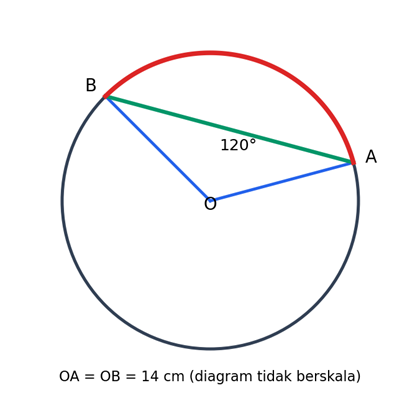 B
120°
A
O
OA = OB = 14 cm (diagram tidak berskala)